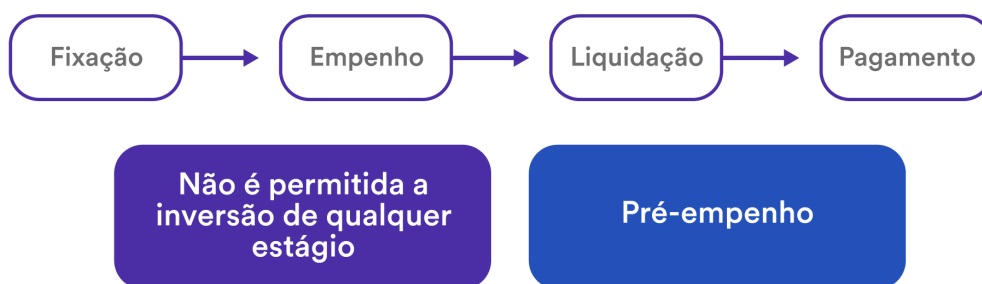 Fixação
Empenho
Liquidação
Pagamento
Não é permitida a
inversão de qualquer
estágio
Pré-empenho